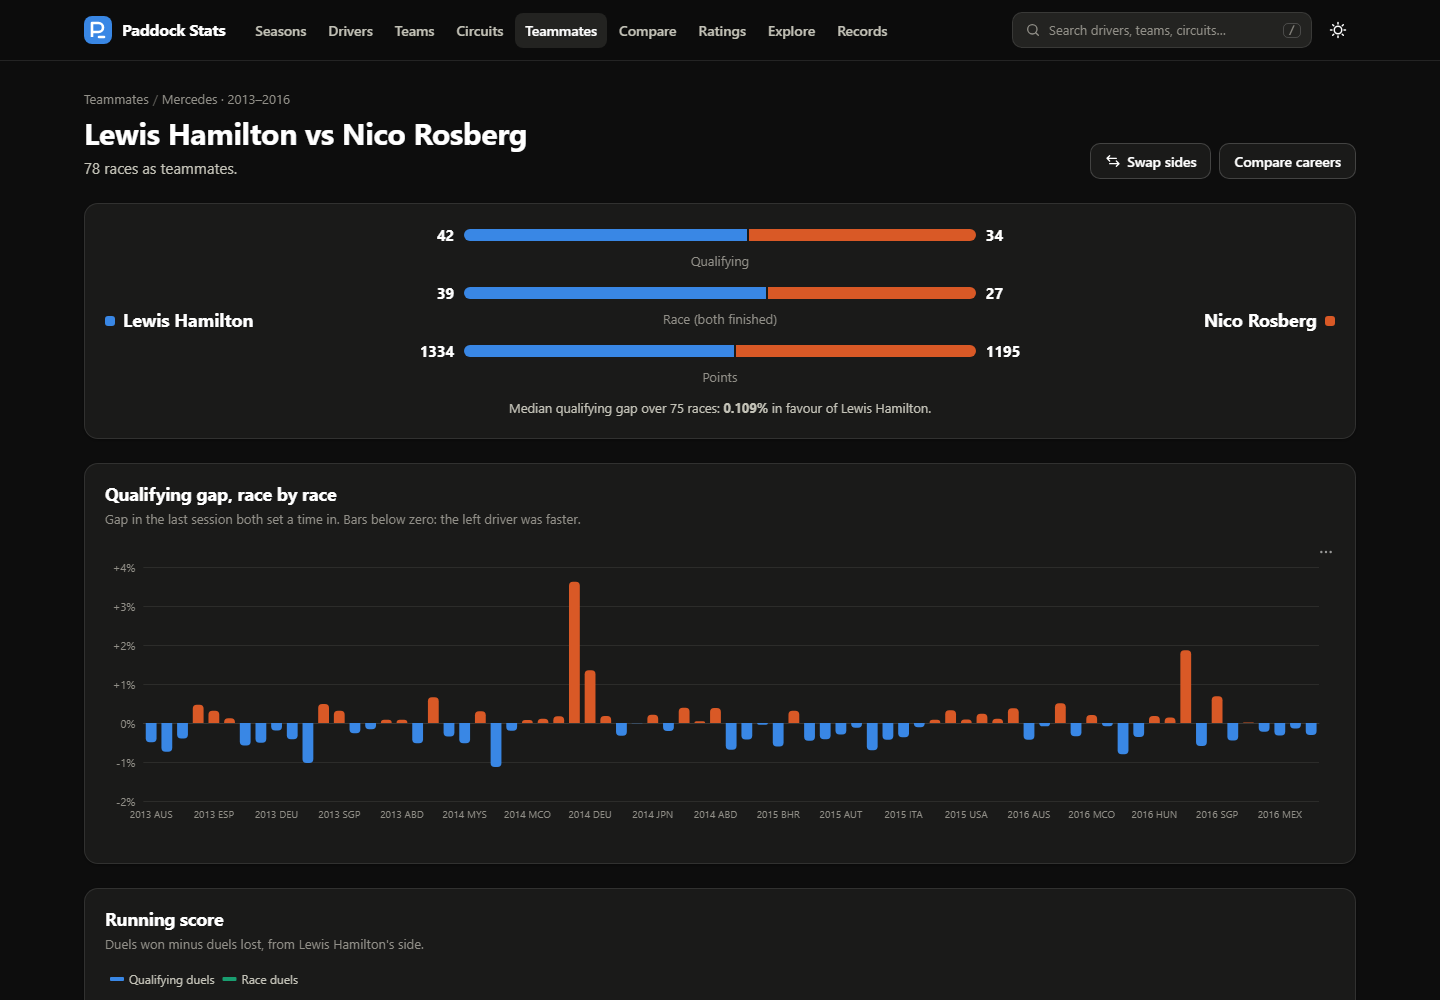 Paddock Stats Seasons Drivers Teams Circuits Teammates Compare Ratings Explore Records Search drivers, teams, circuits... /
Teammates / Mercedes · 2013–2016
Lewis Hamilton vs Nico Rosberg
78 races as teammates.
Swap sides Compare careers
42 34
Qualifying
39 27
Race (both finished)
Lewis Hamilton Nico Rosberg
1334 1195
Points
Median qualifying gap over 75 races: 0.109% in favour of Lewis Hamilton.
Qualifying gap, race by race
Gap in the last session both set a time in. Bars below zero: the left driver was faster.
+4%
+3%
+2%
+1%
0%
-1%
-2%
2013 AUS 2013 ESP 2013 DEU 2013 SGP 2013 ABD 2014 MYS 2014 MCO 2014 DEU 2014 JPN 2014 ABD 2015 BHR 2015 AUT 2015 ITA 2015 USA 2016 AUS 2016 MCO 2016 HUN 2016 SGP 2016 MEX
Running score
Duels won minus duels lost, from Lewis Hamilton's side.
Qualifying duels Race duels